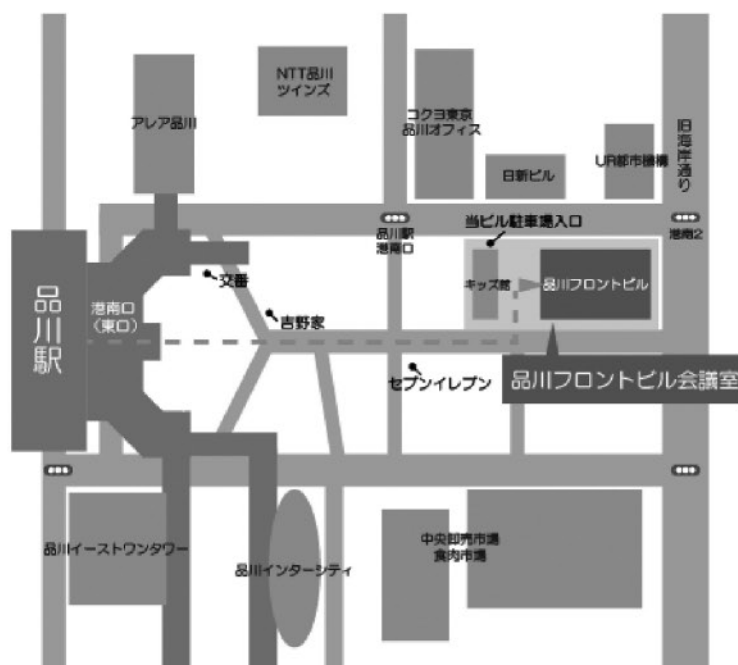 NTT品川
ツインズ
アレア品川
コクヨ東京
品川オフィス
日新ビル
UR都市機構
旧海岸通り
品川駅
港南口
当ビル駐車場入口
港南2
品川駅
港南口
(東口)
交番
キッズ館
品川フロントビル
吉野家
セブンイレブン
品川フロントビル会議室
品川イーストワンタワー
品川インターシティ
中央卸売市場
食肉市場